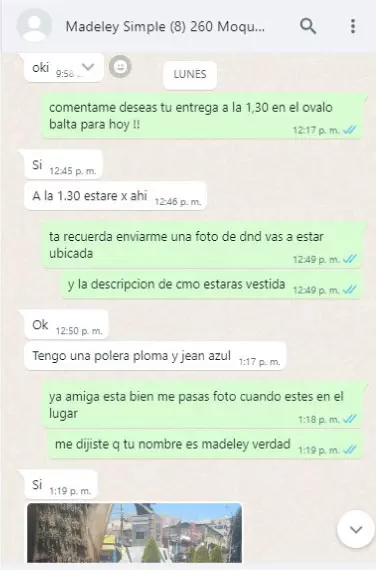 Madeley Simple (8) 260 Moqu...
oki 9:58
LUNES
comentame deseas tu entrega a la 1,30 en el ovalo
balta para hoy !!
12:17 p. m.
Si 12:45 p. m.
A la 1.30 estare x ahi 12:46 p. m.
ta recuerda enviarme una foto de dnd vas a estar
ubicada
12:49 p. m.
y la descripcion de cmo estaras vestida 12:49 p. m.
Ok 12:50 p. m.
Tengo una polera ploma y jean azul 1:17 p. m.
ya amiga esta bien me pasas foto cuando estes en el
lugar
1:18 p. m.
me dijiste q tu nombre es madeley verdad 1:19 p. m.
Si 1:19 p. m.